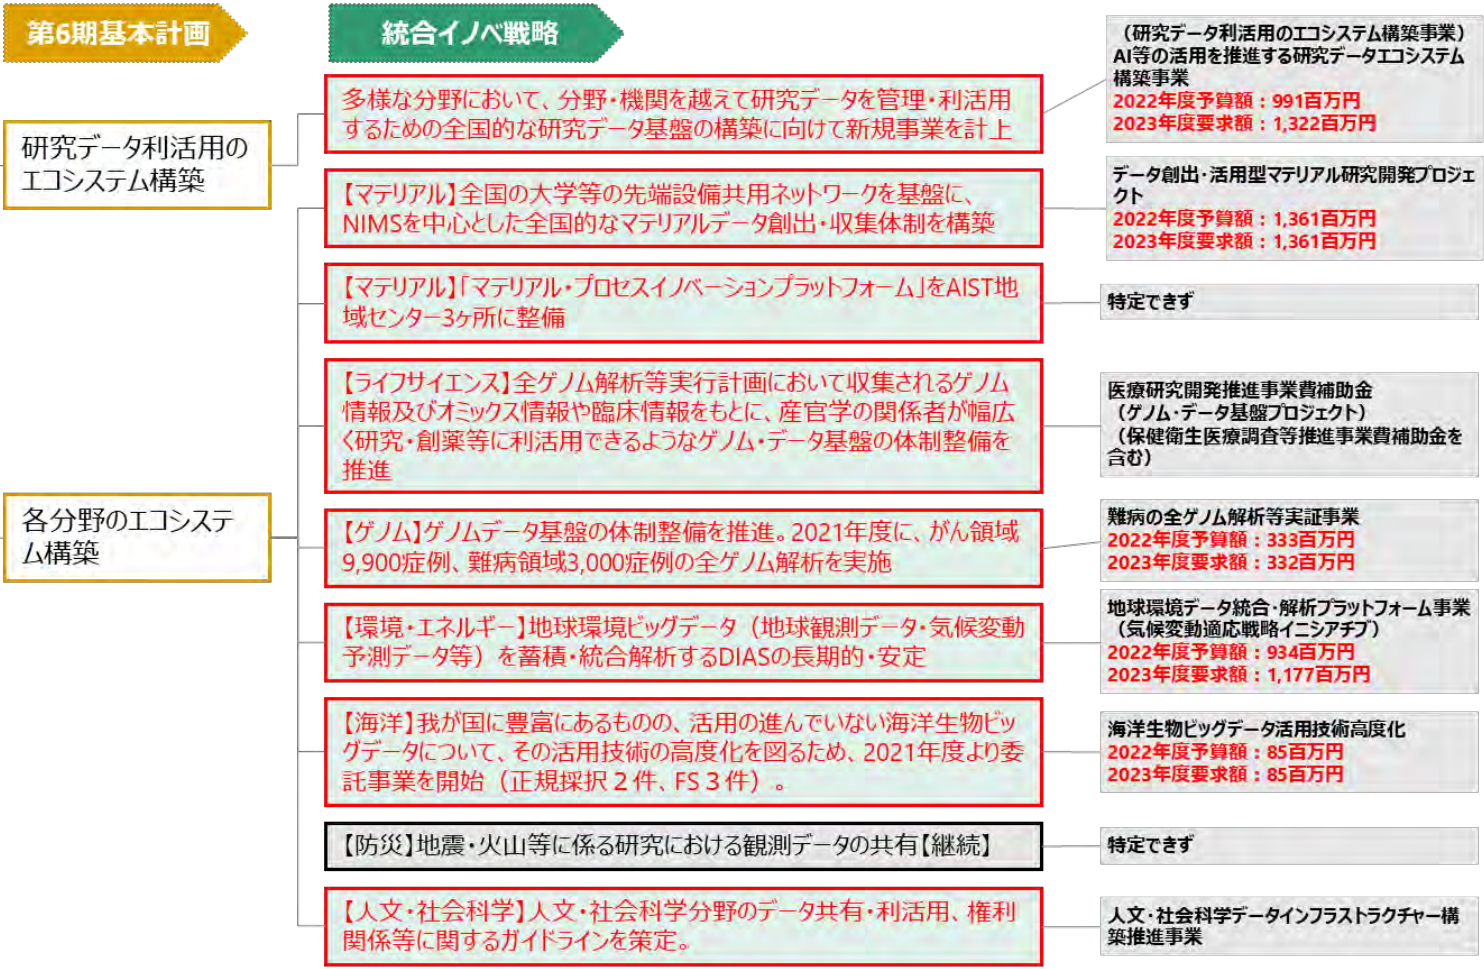 第6期基本計画
統合イノベ戦略
研究データ利活用の
エコシステム構築
多様な分野において、分野・機関を越えて研究データを管理・利活用
するための全国的な研究データ基盤の構築に向けて新規事業を計上
（研究データ利活用のエコシステム構築事業）
AI等の活用を推進する研究データエコシステム
構築事業
2022年度予算額：991百万円
2023年度要求額：1,322百万円
各分野のエコシステ
ム構築
【マテリアル】全国の大学等の先端設備共用ネットワークを基盤に、
NIMSを中心とした全国的なマテリアルデータ創出・収集体制を構築
データ創出・活用型マテリアル研究開発プロジェ
クト
2022年度予算額：1,361百万円
2023年度要求額：1,361百万円
【マテリアル】「マテリアル・プロセスイノベーションプラットフォーム」をAIST地
域センター3ヶ所に整備
特定できず
【ライフサイエンス】全ゲノム解析等実行計画において収集されるゲノム
情報及びオミックス情報や臨床情報をもとに、産官学の関係者が幅広
く研究・創薬等に利活用できるようなゲノム・データ基盤の体制整備を
推進
医療研究開発推進事業費補助金
（ゲノム・データ基盤プロジェクト）
（保健衛生医療調査等推進事業費補助金を
含む）
【ゲノム】ゲノムデータ基盤の体制整備を推進。2021年度に、がん領域
9,900症例、難病領域3,000症例の全ゲノム解析を実施
難病の全ゲノム解析等実証事業
2022年度予算額：333百万円
2023年度要求額：332百万円
【環境・エネルギー】地球環境ビッグデータ（地球観測データ・気候変動
予測データ等）を蓄積・統合解析するDIASの長期的・安定
地球環境データ統合・解析プラットフォーム事業
（気候変動適応戦略イニシアチブ）
2022年度予算額：934百万円
2023年度要求額：1,177百万円
【海洋】我が国に豊富にあるものの、活用の進んでいない海洋生物ビッ
グデータについて、その活用技術の高度化を図るため、2021年度より委
託事業を開始（正規採択２件、FS３件）。
海洋生物ビッグデータ活用技術高度化
2022年度予算額：85百万円
2023年度要求額：85百万円
【防災】地震・火山等に係る研究における観測データの共有【継続】
特定できず
【人文・社会科学】人文・社会科学分野のデータ共有・利活用、権利
関係等に関するガイドラインを策定。
人文・社会科学データインフラストラクチャー構
築推進事業